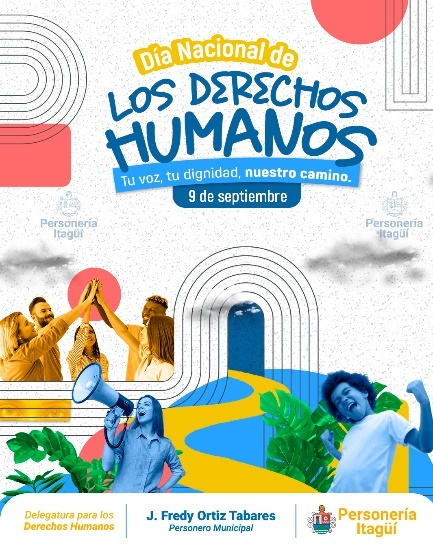 Día Nacional de
LOS DERECHOS
HUMANOS
Tu voz, tu dignidad, nuestro camino.
9 de septiembre
Personería
Itagüí
Personería
Itagüí
Delegatura para los
Derechos Humanos
J. Fredy Ortiz Tabares
Personero Municipal
Personería
Itagüí